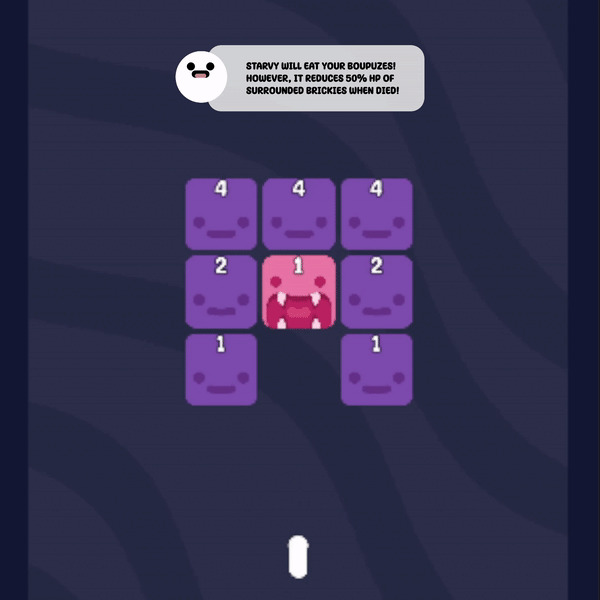 STARVY WILL EAT YOUR BOUPUZES!
HOWEVER, IT REDUCES 50% HP OF
SURROUNDED BRICKIES WHEN DIED!
4 4 4
2 1 2
1 1